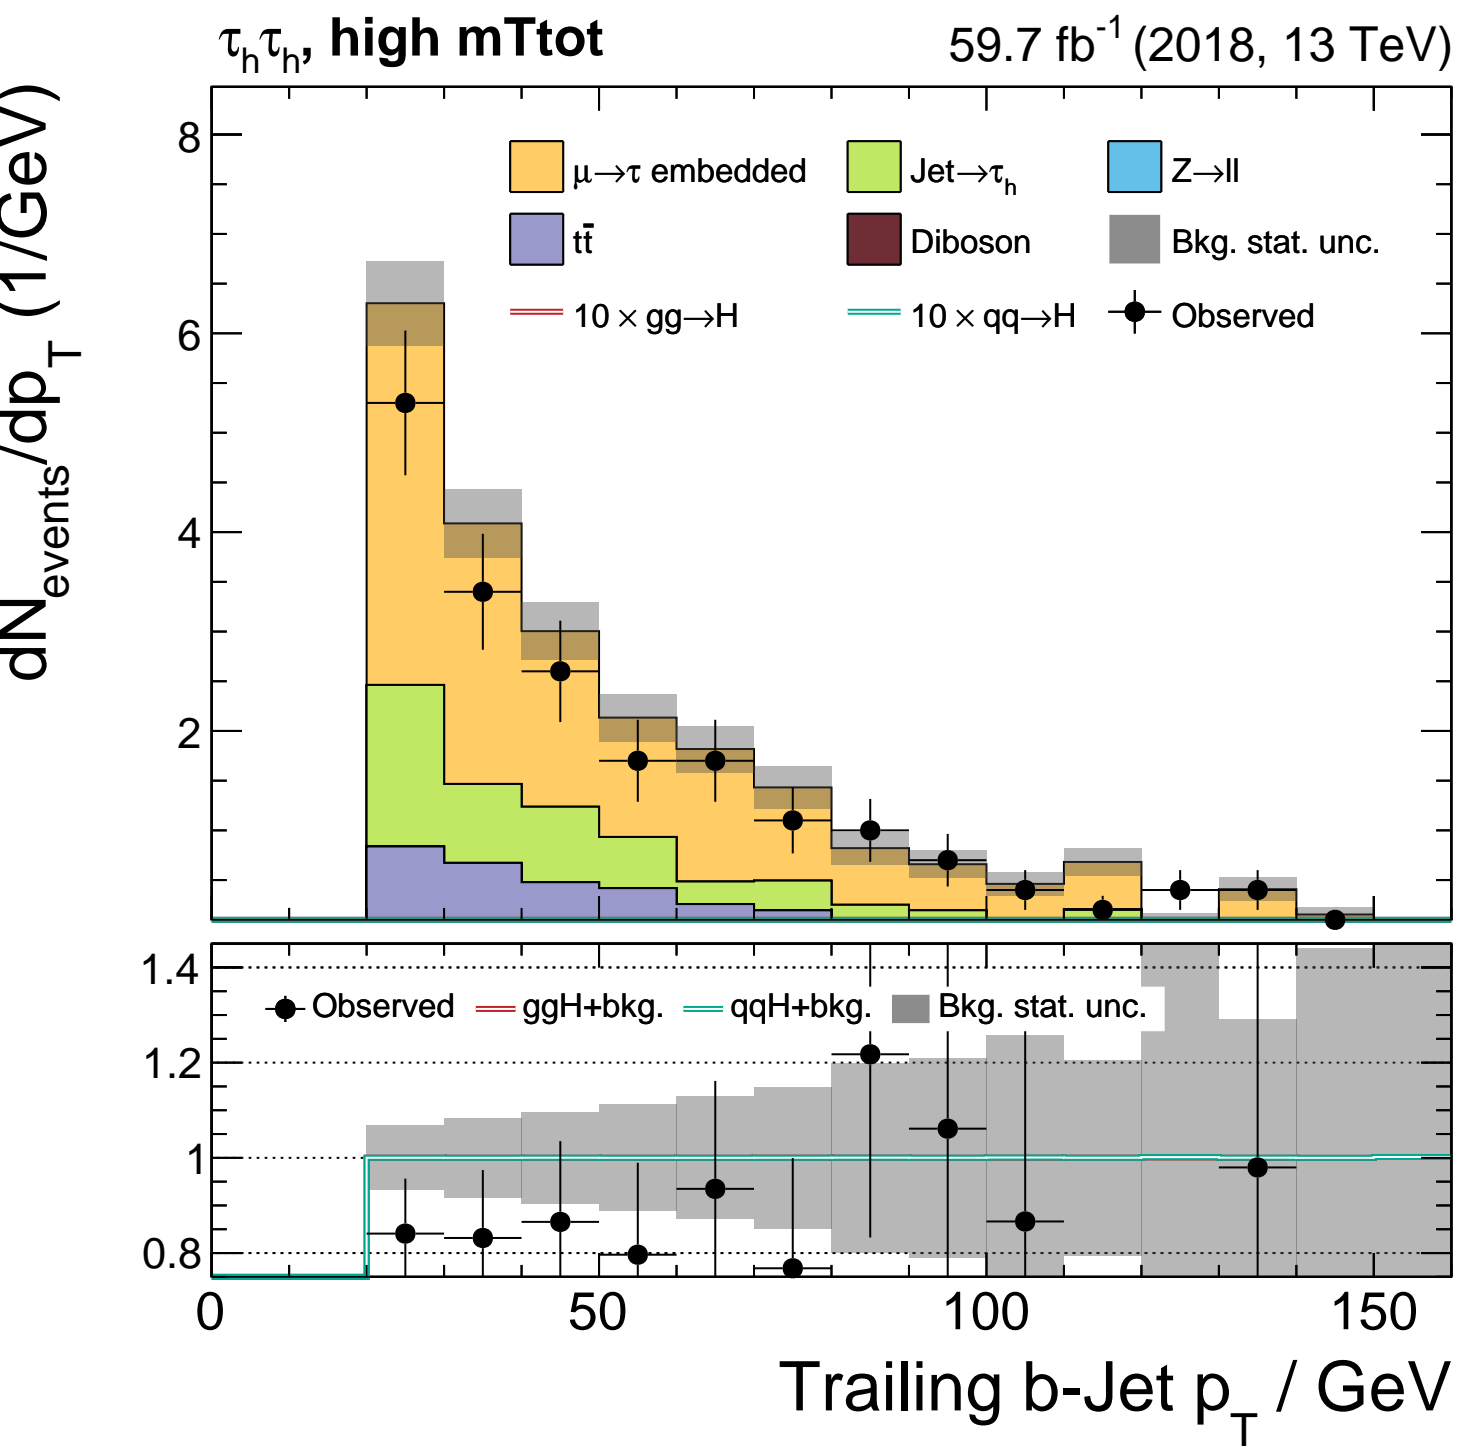 τhτh, high mTtot
59.7 fb-1 (2018, 13 TeV)
dNevents/dpT (1/GeV)
8
6
4
2
μ→τ embedded
Jet→τh
Z→ll
tt̄
Diboson
Bkg. stat. unc.
10 × gg→H
10 × qq→H
Observed
1.4
1.2
1
0.8
Observed
ggH+bkg.
qqH+bkg.
Bkg. stat. unc.
0
50
100
150
Trailing b-Jet pT / GeV